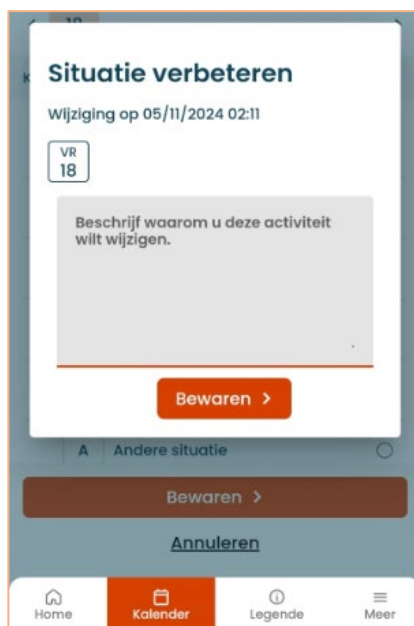 18
K
Situatie verbeteren
Wijziging op 05/11/2024 02:11
VR
18
Beschrijf waarom u deze activiteit
wilt wijzigen.
Bewaren
A Andere situatie
Bewaren
Annuleren
Home Kalender Legende Meer